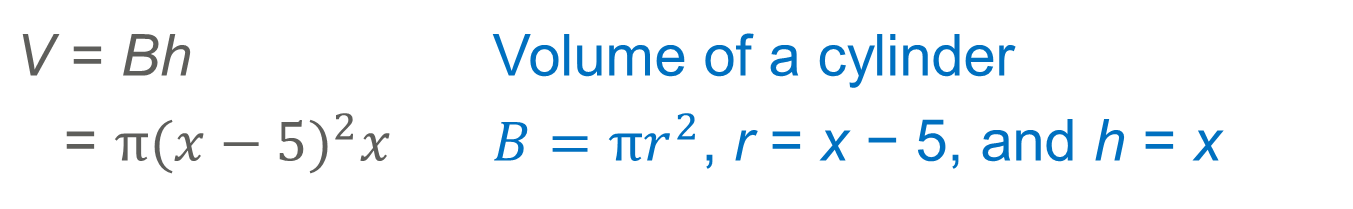 V = Bh Volume of a cylinder
= π(x − 5)²x B = πr², r = x − 5, and h = x